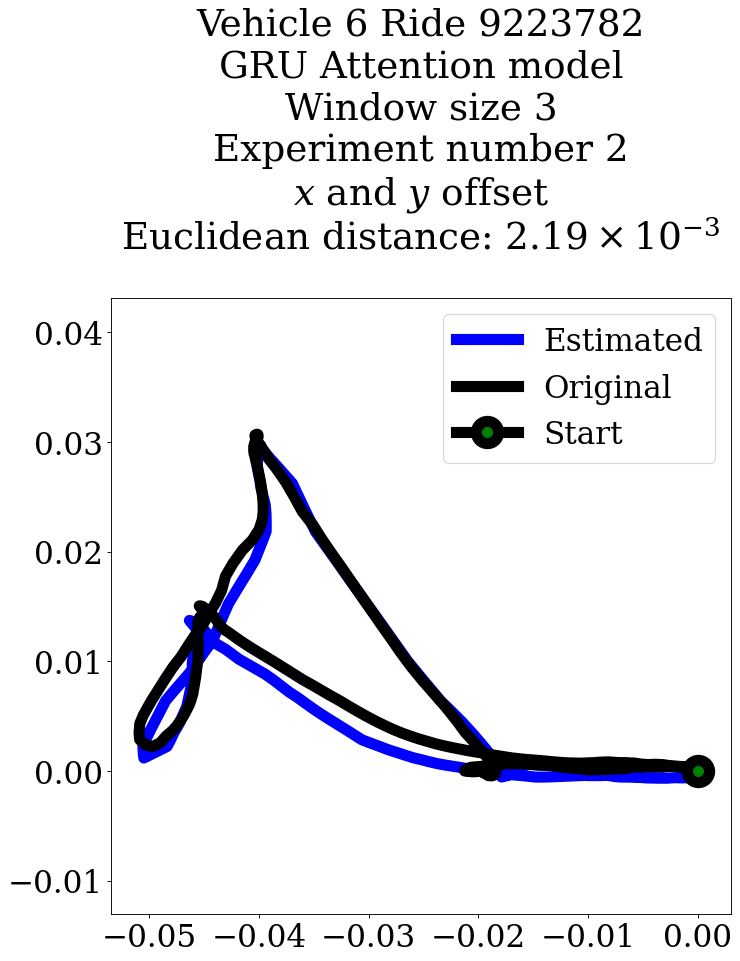 Vehicle 6 Ride 9223782
GRU Attention model
Window size 3
Experiment number 2
x and y offset
Euclidean distance: 2.19 × 10⁻³
Estimated
Original
Start
0.04
0.03
0.02
0.01
0.00
−0.01
−0.05 −0.04 −0.03 −0.02 −0.01 0.00